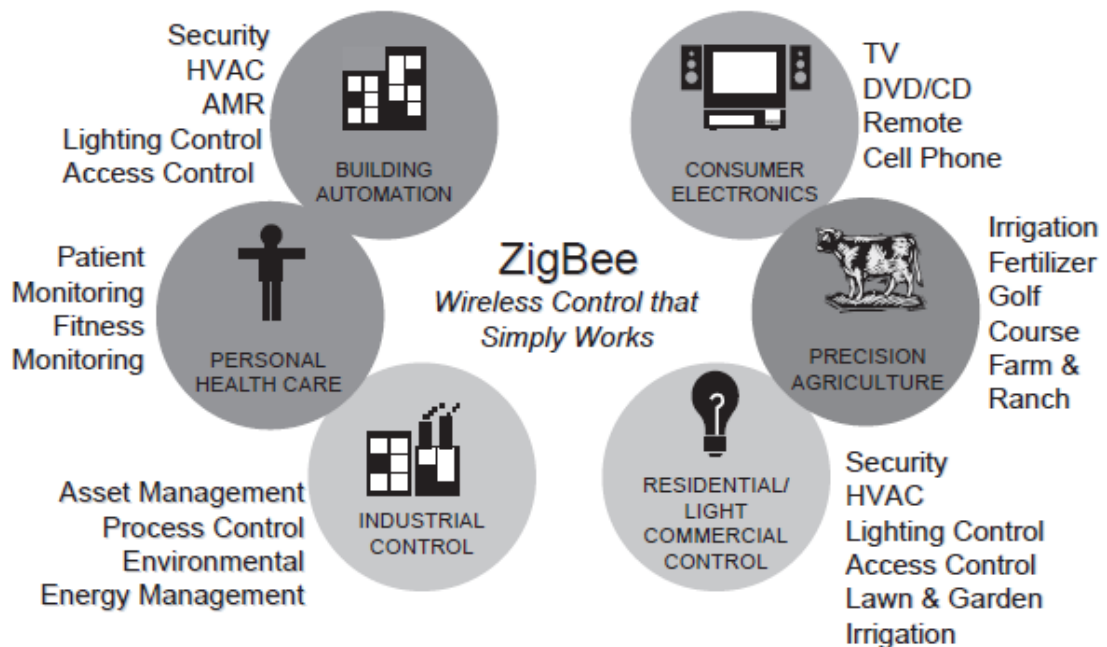 Security
HVAC
AMR
Lighting Control
Access Control
BUILDING
AUTOMATION
TV
DVD/CD
Remote
Cell Phone
CONSUMER
ELECTRONICS
Patient
Monitoring
Fitness
Monitoring
PERSONAL
HEALTH CARE
ZigBee
Wireless Control that
Simply Works
Irrigation
Fertilizer
Golf
Course
Farm &
Ranch
PRECISION
AGRICULTURE
Asset Management
Process Control
Environmental
Energy Management
INDUSTRIAL
CONTROL
RESIDENTIAL/
LIGHT
COMMERCIAL
CONTROL
Security
HVAC
Lighting Control
Access Control
Lawn & Garden
Irrigation